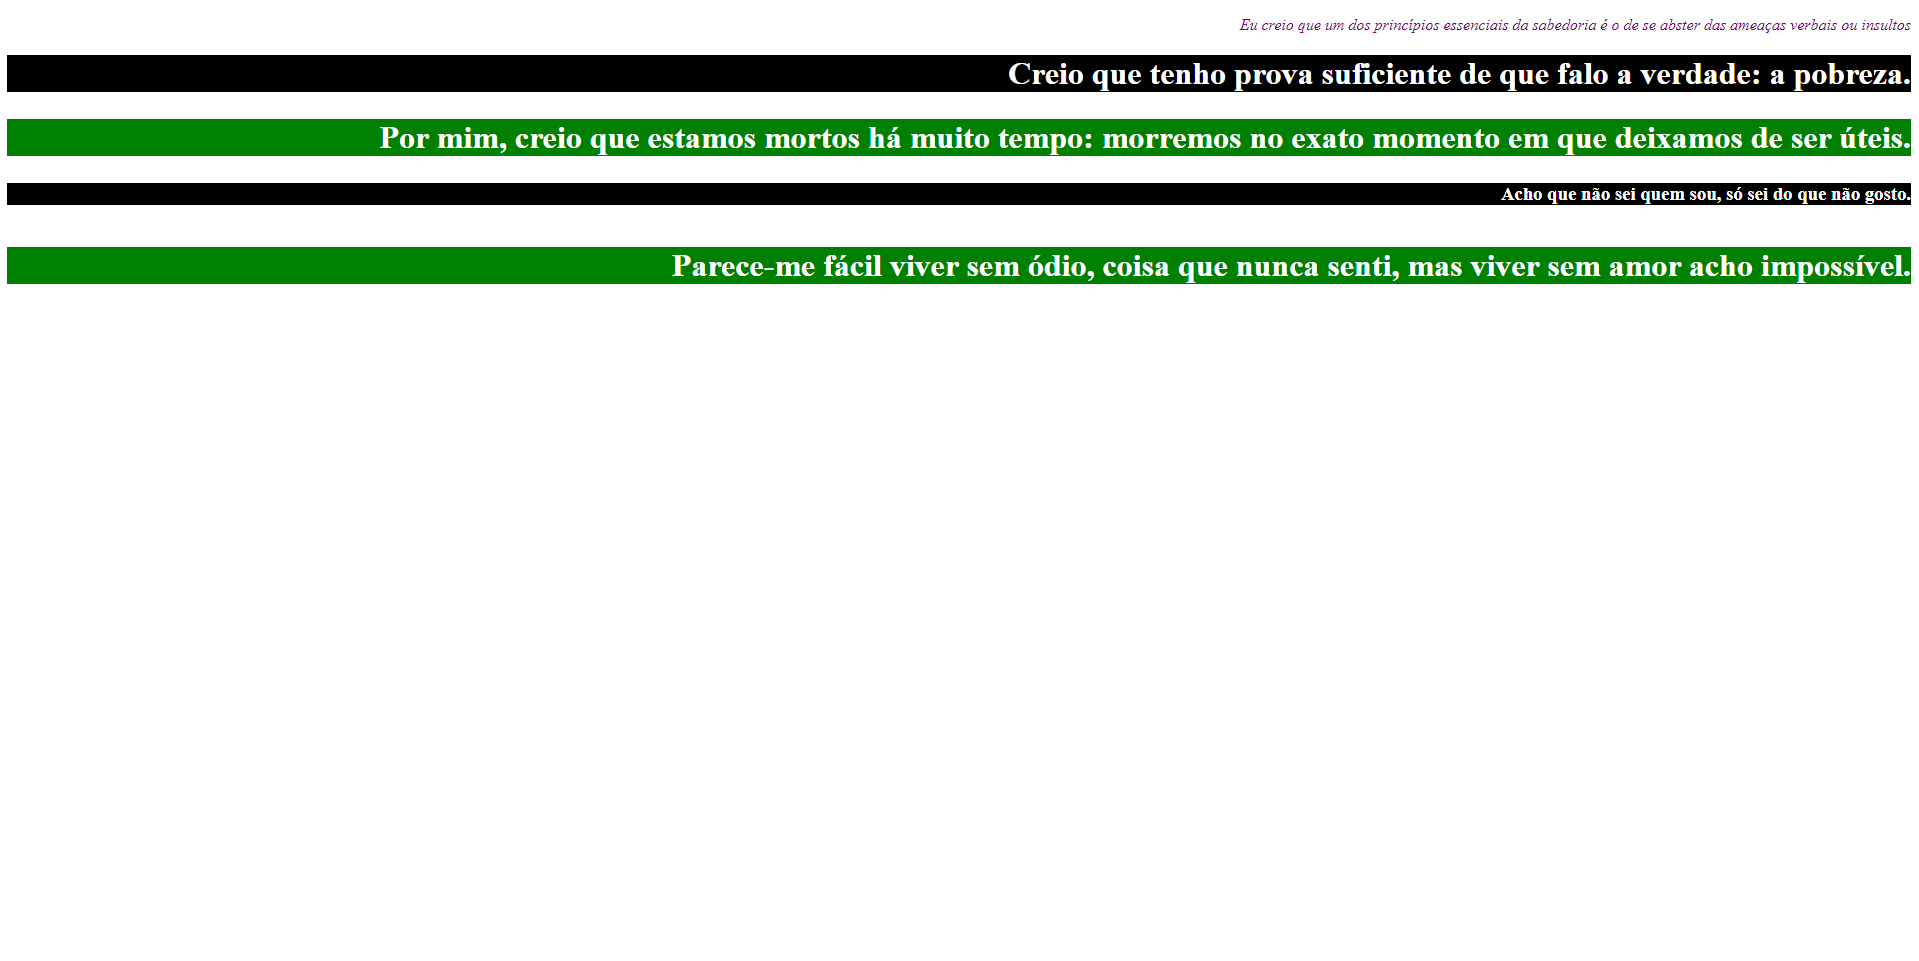 Eu creio que um dos princípios essenciais da sabedoria é o de se abster das ameaças verbais ou insultos
Creio que tenho prova suficiente de que falo a verdade: a pobreza.
Por mim, creio que estamos mortos há muito tempo: morremos no exato momento em que deixamos de ser úteis.
Acho que não sei quem sou, só sei do que não gosto.
Parece-me fácil viver sem ódio, coisa que nunca senti, mas viver sem amor acho impossível.